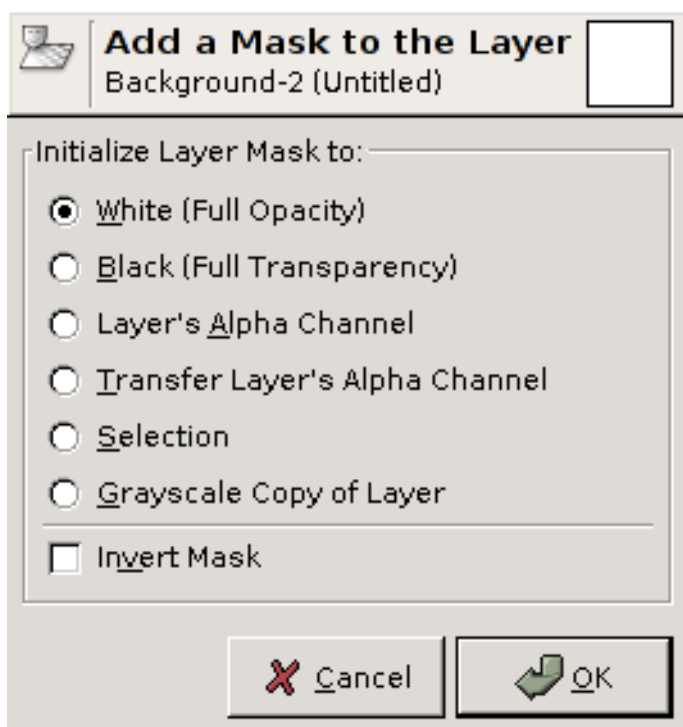 Add a Mask to the Layer
Background-2 (Untitled)
Initialize Layer Mask to:
White (Full Opacity)
Black (Full Transparency)
Layer's Alpha Channel
Transfer Layer's Alpha Channel
Selection
Grayscale Copy of Layer
Invert Mask
Cancel OK